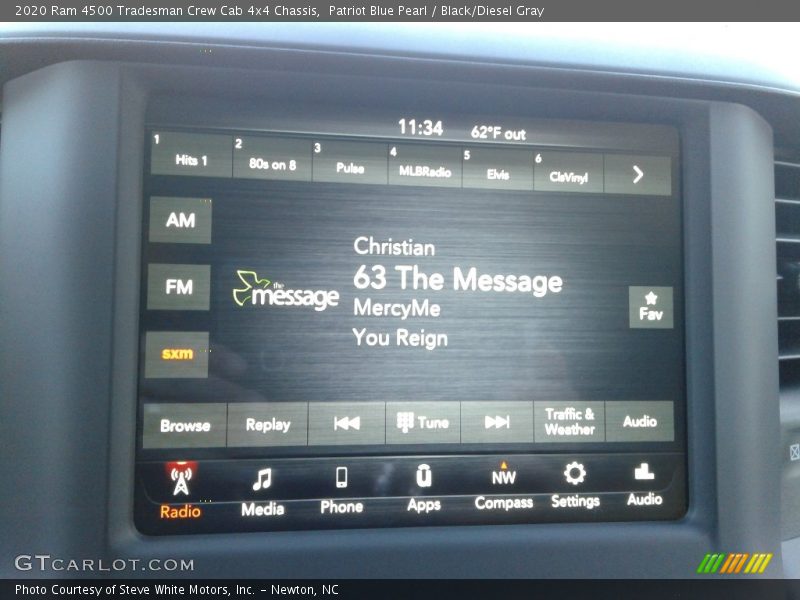 2020 Ram 4500 Tradesman Crew Cab 4x4 Chassis,  Patriot Blue Pearl / Black/Diesel Gray
11:34 62°F out
1 Hits 1
2 80s on 8
3 Pulse
4 MLBRadio
5 Elvis
6 ClsVinyl
AM
FM
sxm
the message
Christian
63 The Message
MercyMe
You Reign
Fav
Browse
Replay
Tune
Traffic &
Weather
Audio
Radio
Media
Phone
Apps
NW
Compass
Settings
Audio
GTCARLOT.COM
Photo Courtesy of Steve White Motors, Inc. – Newton, NC